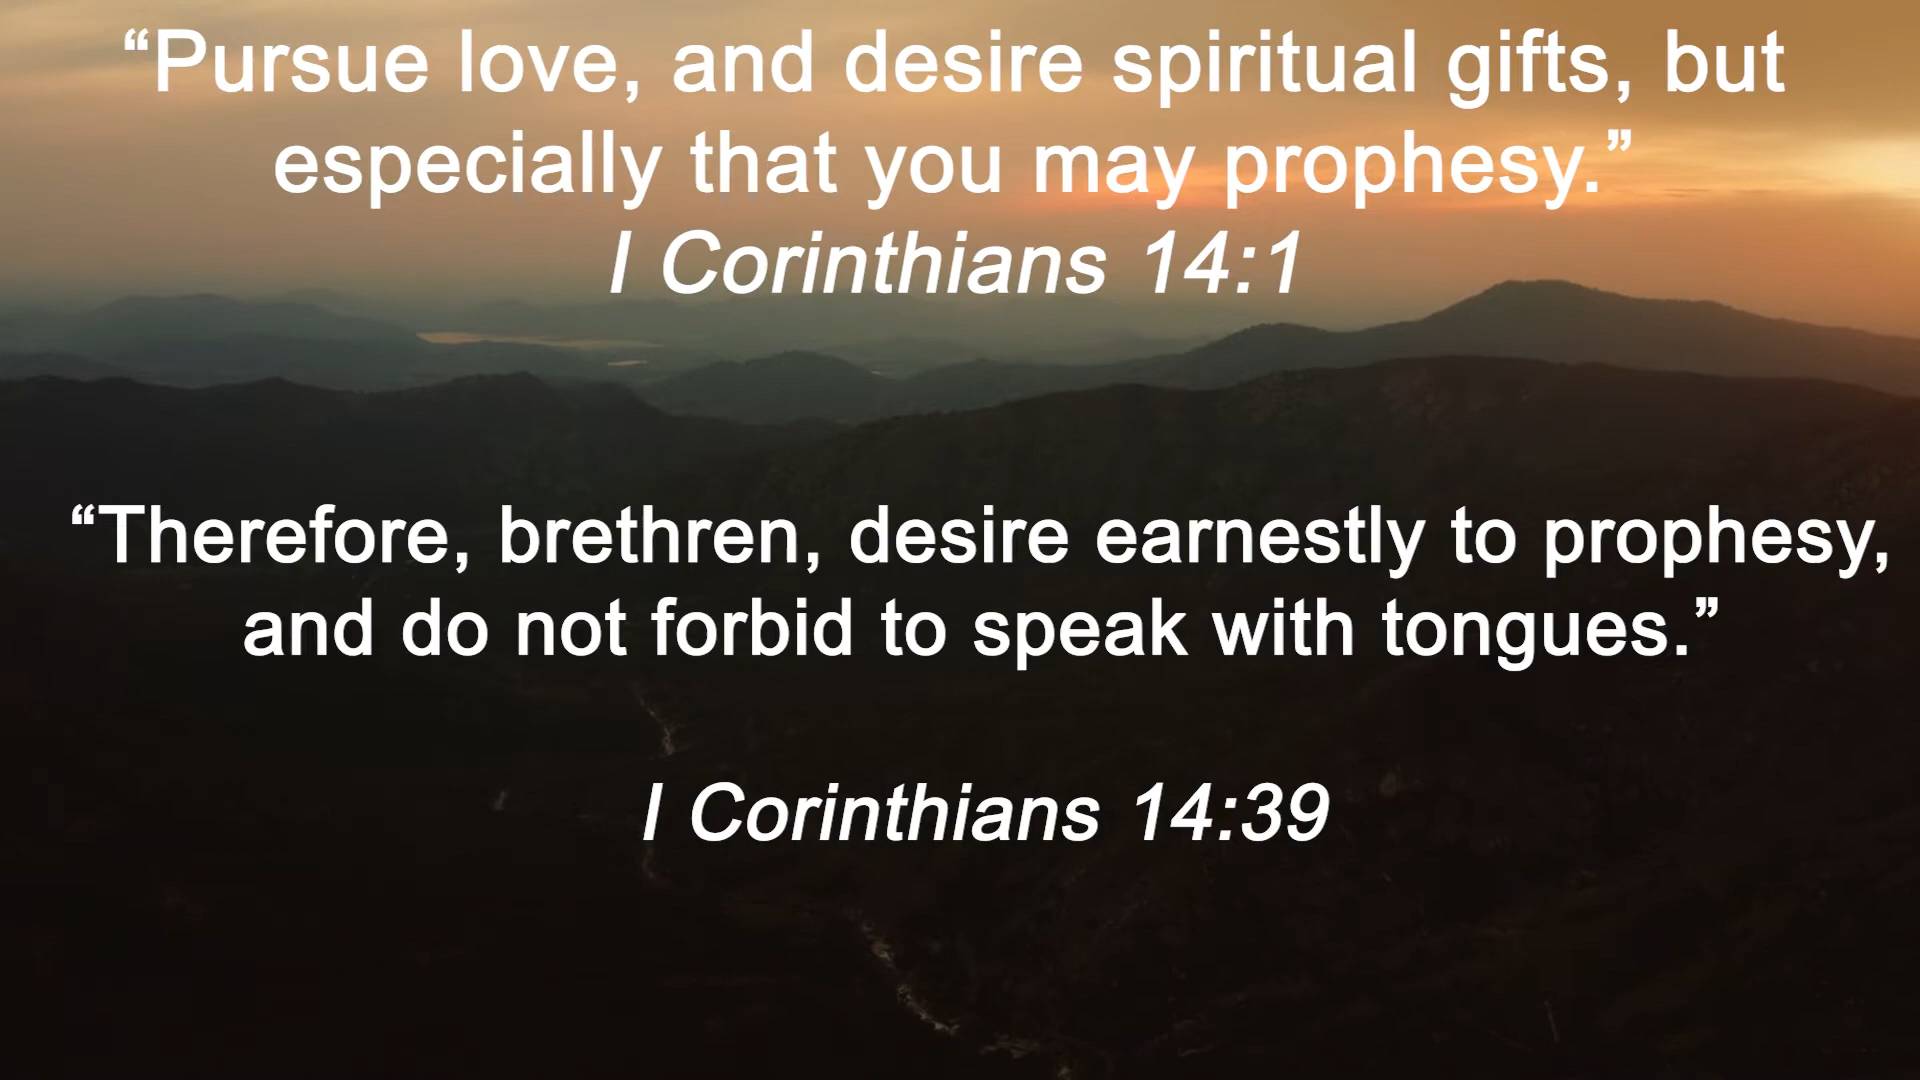 “Pursue love, and desire spiritual gifts, but
especially that you may prophesy.”
I Corinthians 14:1
“Therefore, brethren, desire earnestly to prophesy,
and do not forbid to speak with tongues.”
I Corinthians 14:39